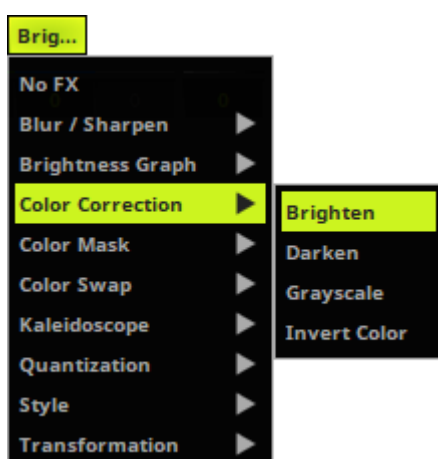 Brig...
No FX
Blur / Sharpen
Brightness Graph
Color Correction
Color Mask
Color Swap
Kaleidoscope
Quantization
Style
Transformation
Brighten
Darken
Grayscale
Invert Color